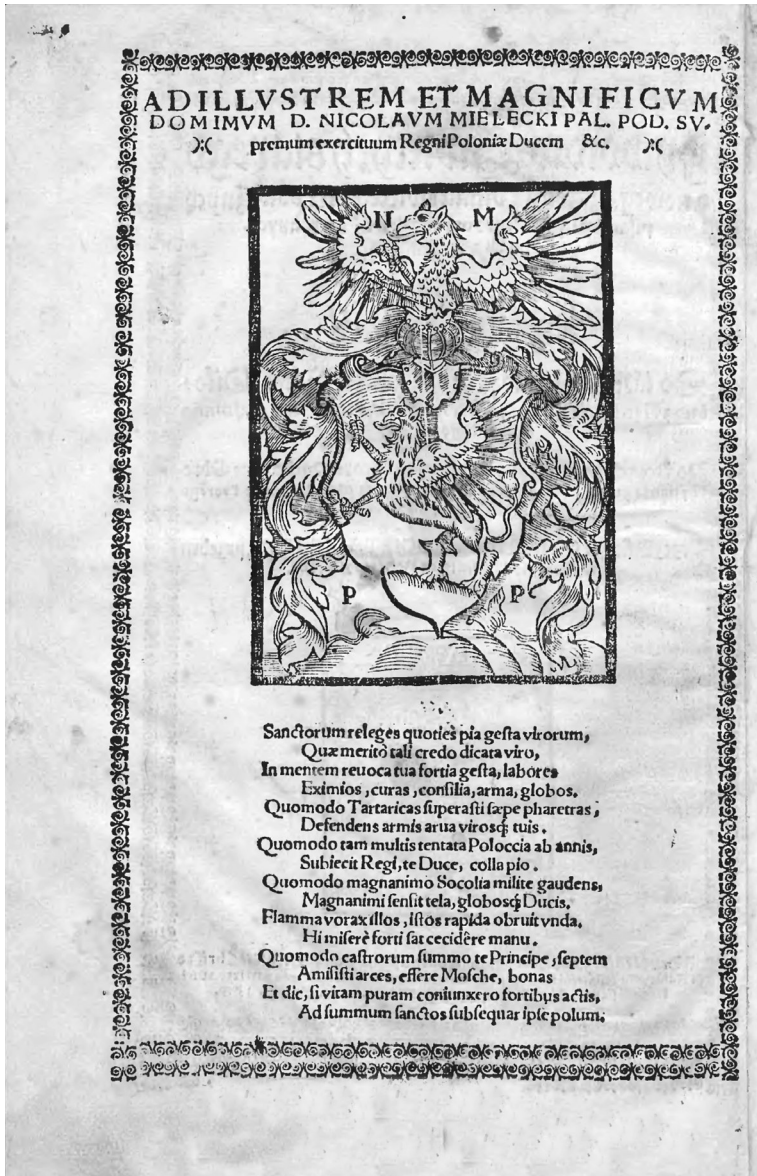 ADILLVSTREM ET MAGNIFICVM
DOMIMVM D. NICOLAVM MIELECKI PAL. POD. SV.
premum exercituum Regni Poloniæ Ducem &c.
N M
P P
Sanctorum releges quoties pia gesta virorum,
Quæ meritò tali credo dicata viro,
In mentem reuoca tua fortia gesta, labores
Eximios, curas, consilia, arma, globos.
Quomodo Tartaricas superasti sæpe pharetras,
Defendens armis arua virosq́; tuis.
Quomodo tam multis tentata Poloccia ab annis,
Subiecit Regi, te Duce, colla pio.
Quomodo magnanimo Socolia milite gaudens,
Magnanimi sensit tela, globosq́; Ducis.
Flamma vorax illos, istos rapida obruit vnda,
Hi miserè forti sat cecidêre manu.
Quomodo castrorum summo te Principe, septem
Amisisti arces, effere Mosche, bonas
Et dic, si vitam puram coniunxero fortibus actis,
Ad summum sanctos subsequar ipse polum.